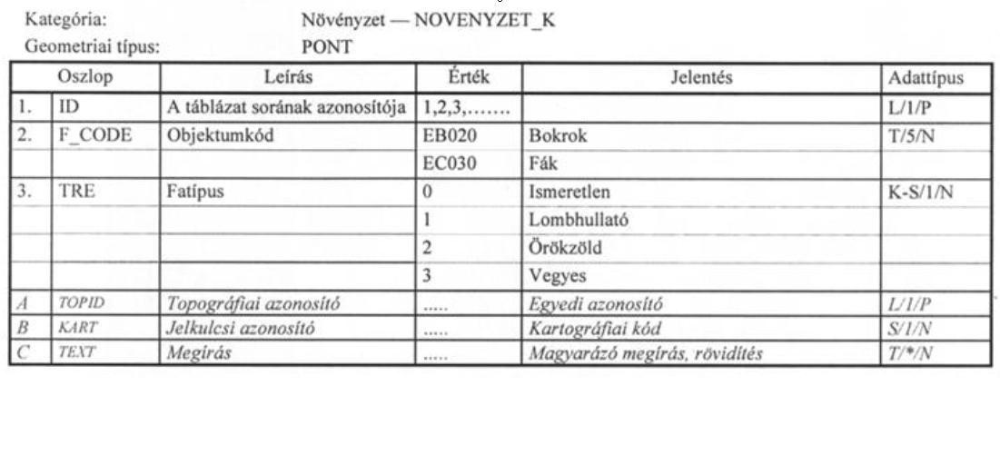 Kategória: Növényzet — NOVENYZET_K
Geometriai típus: PONT
Oszlop Leírás Érték Jelentés Adattípus
1. ID A táblázat sorának azonosítója 1,2,3,....... L/1/P
2. F_CODE Objektumkód EB020 Bokrok T/5/N
EC030 Fák
3. TRE Fatípus 0 Ismeretlen K-S/1/N
1 Lombhullató
2 Örökzöld
3 Vegyes
A TOPID Topográfiai azonosító ..... Egyedi azonosító L/1/P
B KART Jelkulcsi azonosító ..... Kartográfiai kód S/1/N
C TEXT Megírás ..... Magyarázó megírás, rövidítés T/*/N